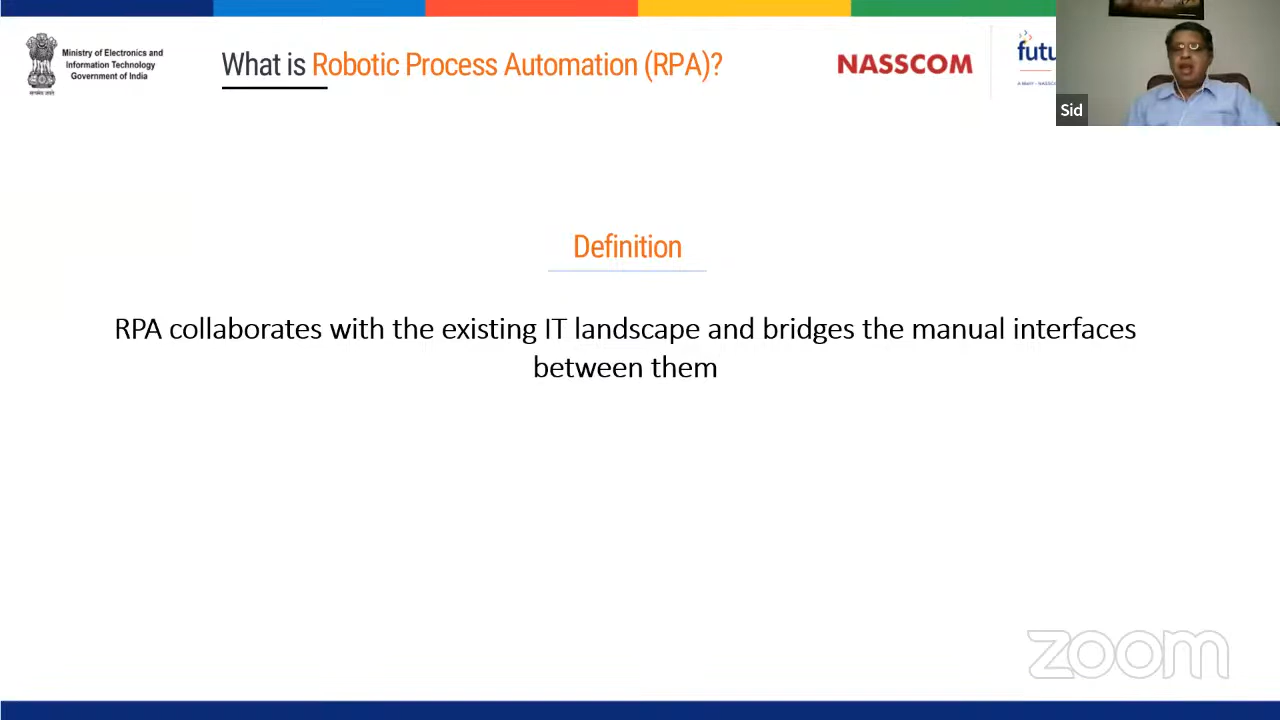 Ministry of Electronics and
Information Technology
Government of India
What is Robotic Process Automation (RPA)?
NASSCOM
futu
Sid
Definition
RPA collaborates with the existing IT landscape and bridges the manual interfaces
between them
zoom